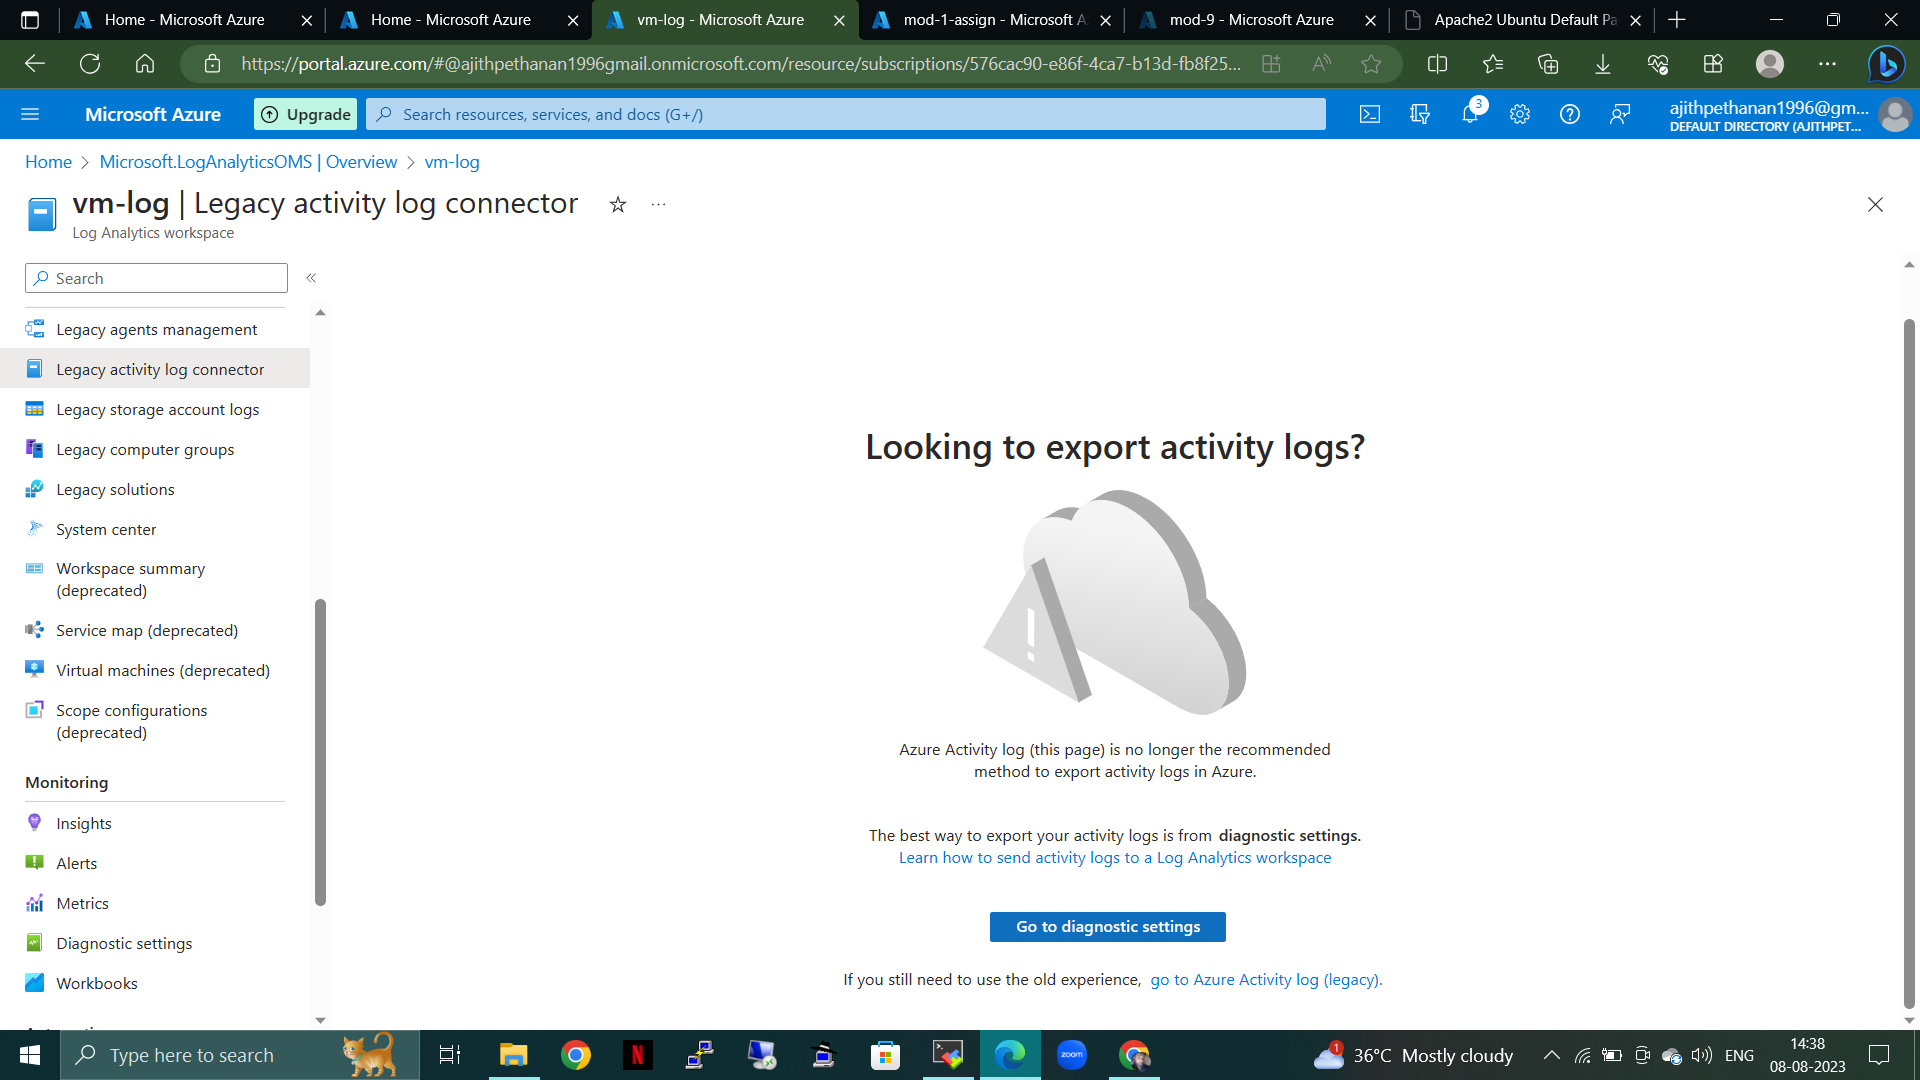 Home - Microsoft Azure
Home - Microsoft Azure
vm-log - Microsoft Azure
mod-1-assign - Microsoft A
mod-9 - Microsoft Azure
Apache2 Ubuntu Default Pa
https://portal.azure.com/#@ajithpethanan1996gmail.onmicrosoft.com/resource/subscriptions/576cac90-e86f-4ca7-b13d-fb8f25...
Microsoft Azure
Upgrade
Search resources, services, and docs (G+/)
3
ajithpethanan1996@gm...
DEFAULT DIRECTORY (AJITHPET...
Home > Microsoft.LogAnalyticsOMS | Overview > vm-log
vm-log | Legacy activity log connector
Log Analytics workspace
Search
Legacy agents management
Legacy activity log connector
Legacy storage account logs
Legacy computer groups
Legacy solutions
System center
Workspace summary
(deprecated)
Service map (deprecated)
Virtual machines (deprecated)
Scope configurations
(deprecated)
Monitoring
Insights
Alerts
Metrics
Diagnostic settings
Workbooks
Looking to export activity logs?
Azure Activity log (this page) is no longer the recommended
method to export activity logs in Azure.
The best way to export your activity logs is from diagnostic settings.
Learn how to send activity logs to a Log Analytics workspace
Go to diagnostic settings
If you still need to use the old experience, go to Azure Activity log (legacy).
Type here to search
N
zoom
1
36°C Mostly cloudy
ENG
14:38
08-08-2023